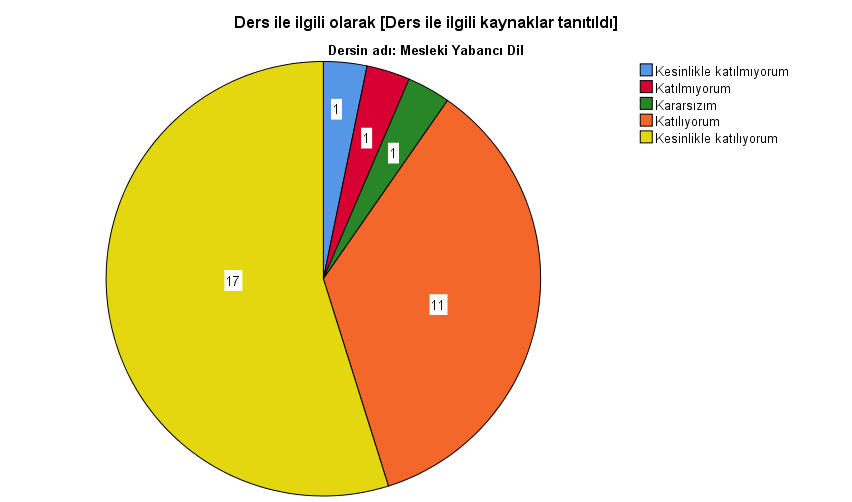 Ders ile ilgili olarak [Ders ile ilgili kaynaklar tanıtıldı]
Dersin adı: Mesleki Yabancı Dil
Kesinlikle katılmıyorum
Katılmıyorum
Kararsızım
Katılıyorum
Kesinlikle katılıyorum
1
1
1
17
11